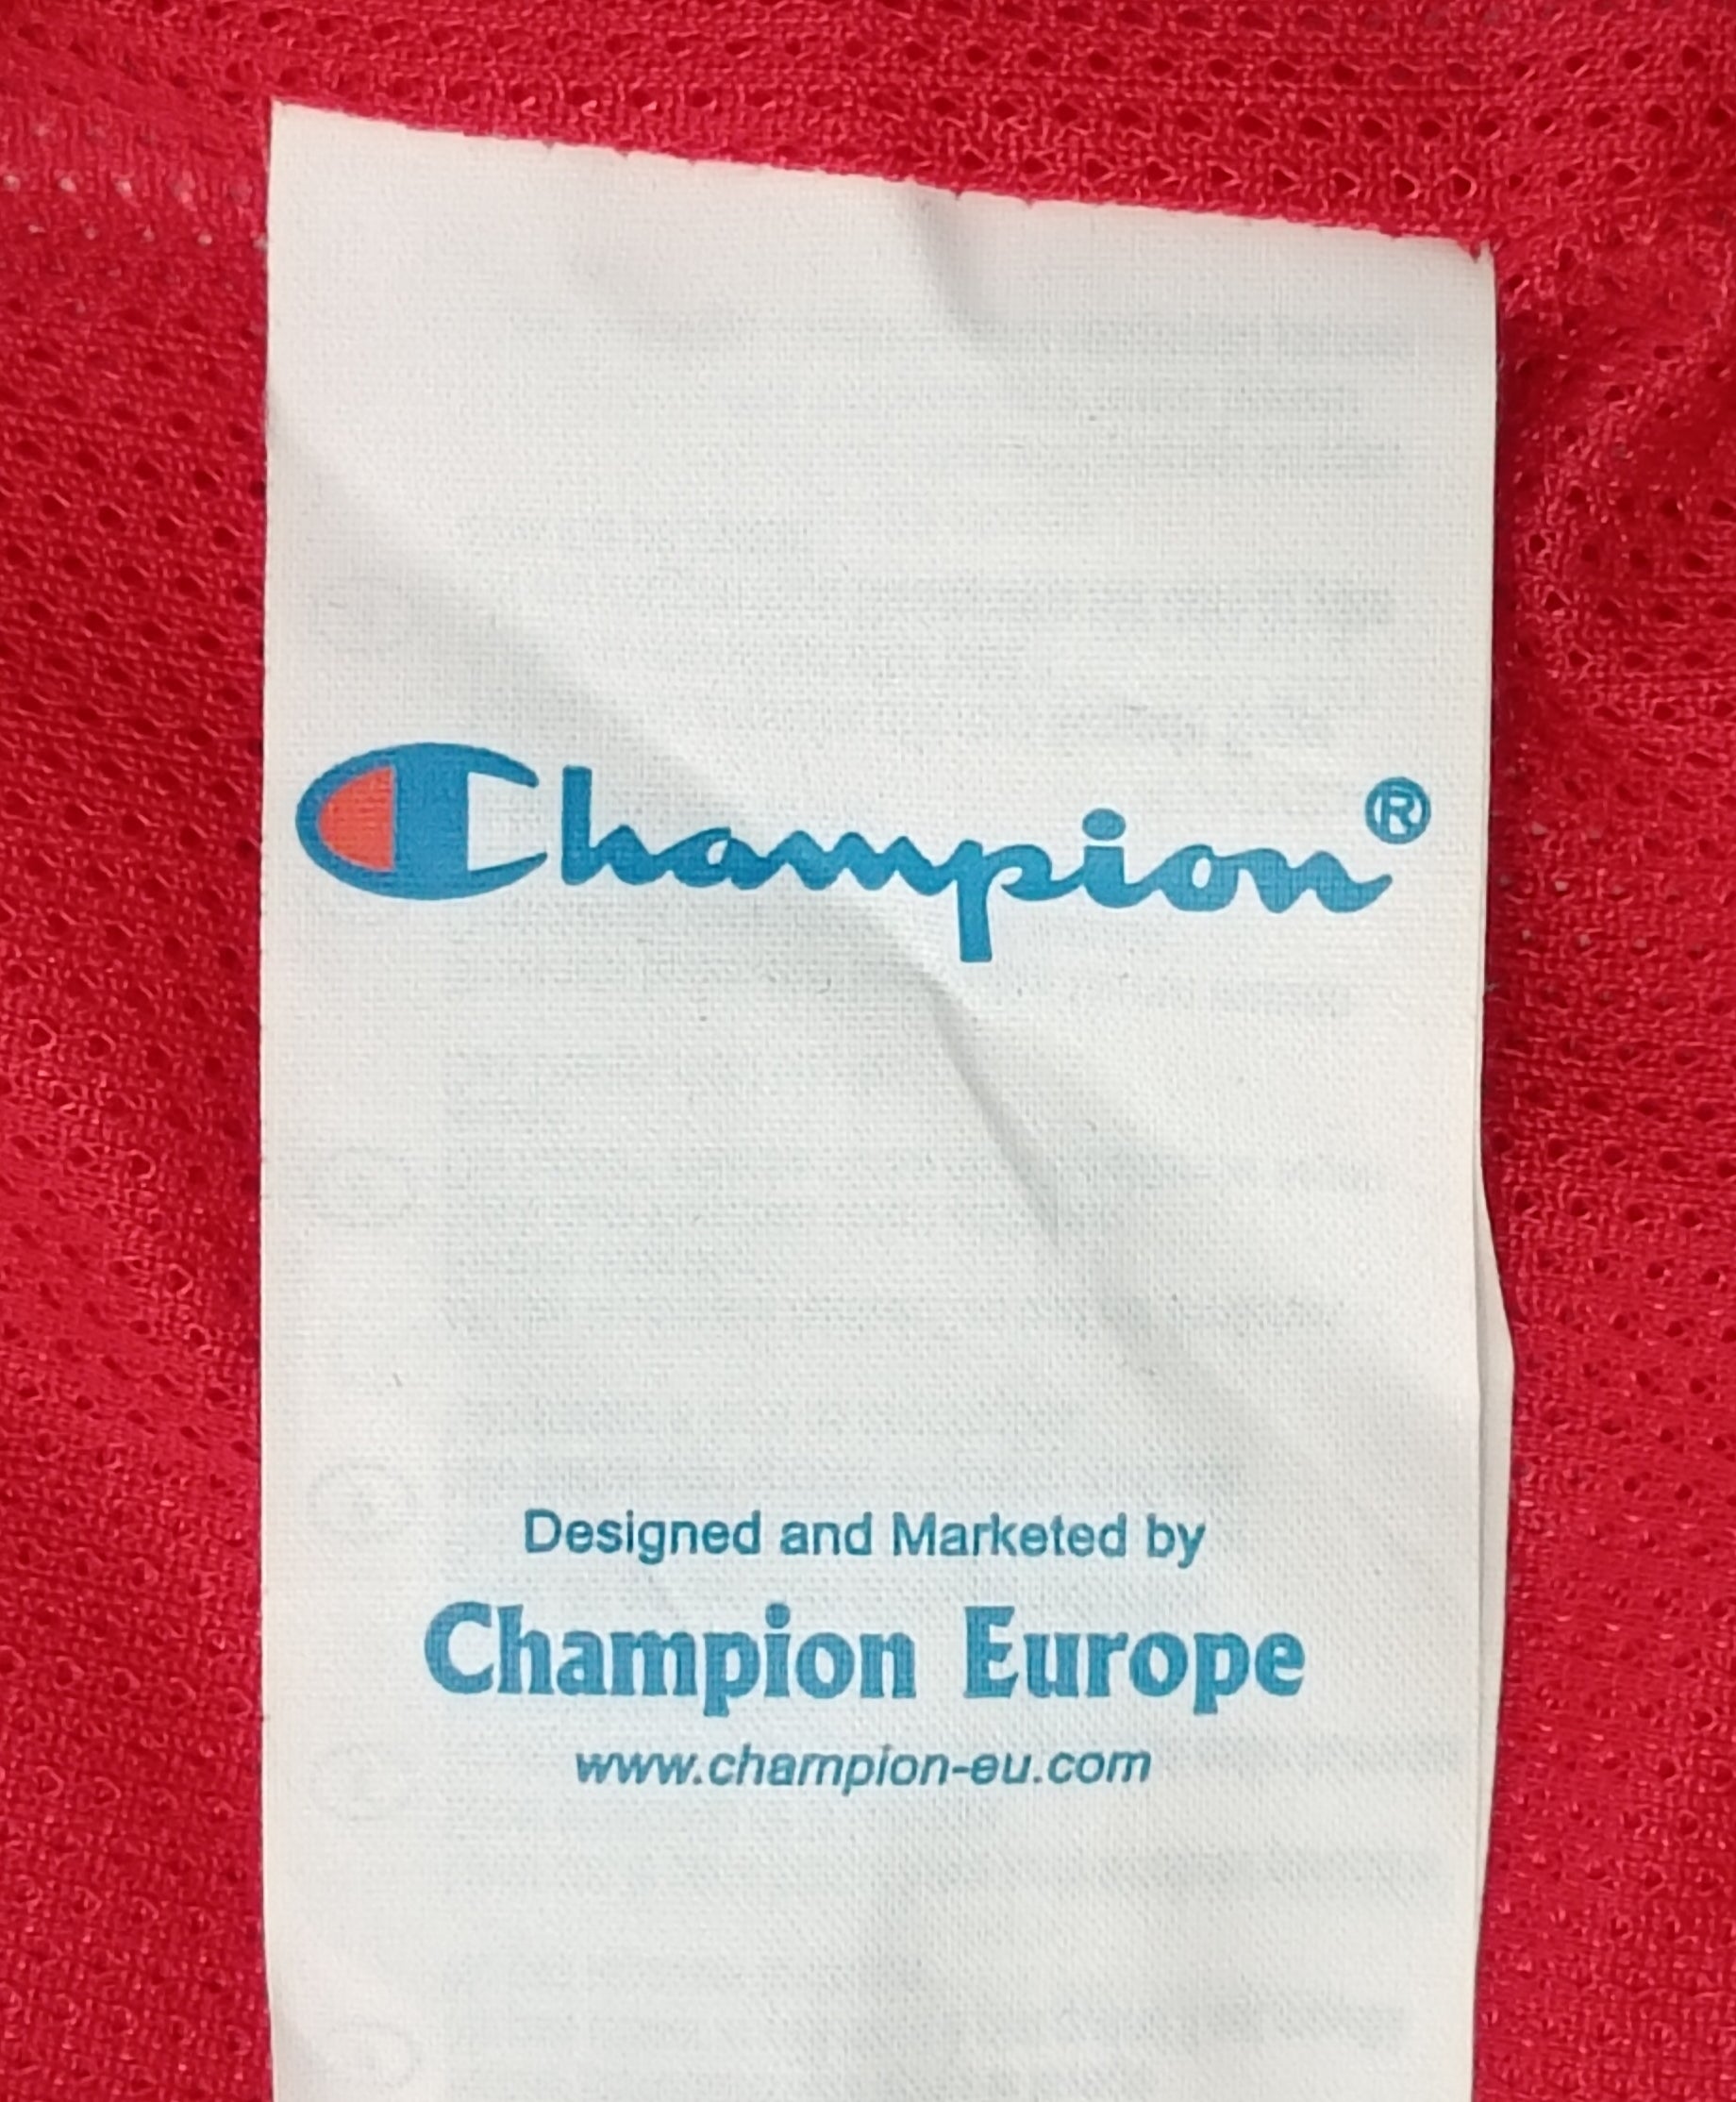 Champion®
Designed and Marketed by
Champion Europe
www.champion-eu.com